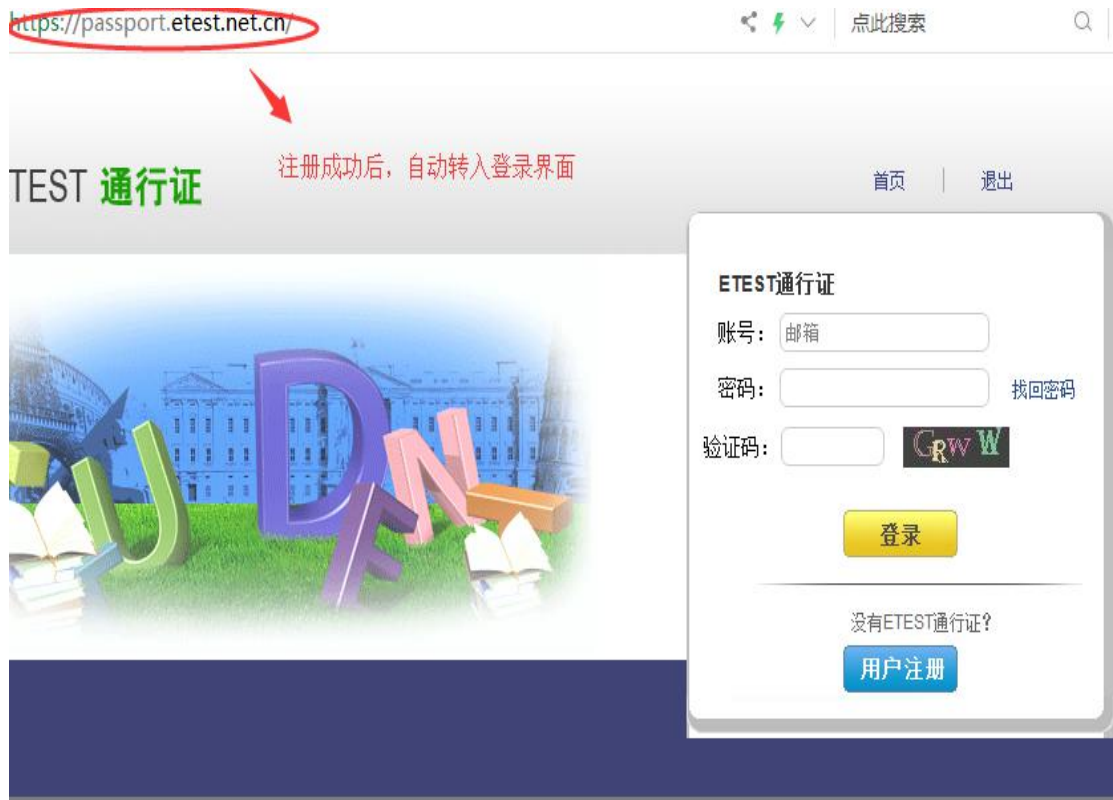 https://passport.etest.net.cn/
点此搜索
注册成功后，自动转入登录界面
TEST 通行证
首页
退出
ETEST通行证
账号：
邮箱
密码：
找回密码
验证码：
GRWW
登录
没有ETEST通行证？
用户注册
U
D
E
N